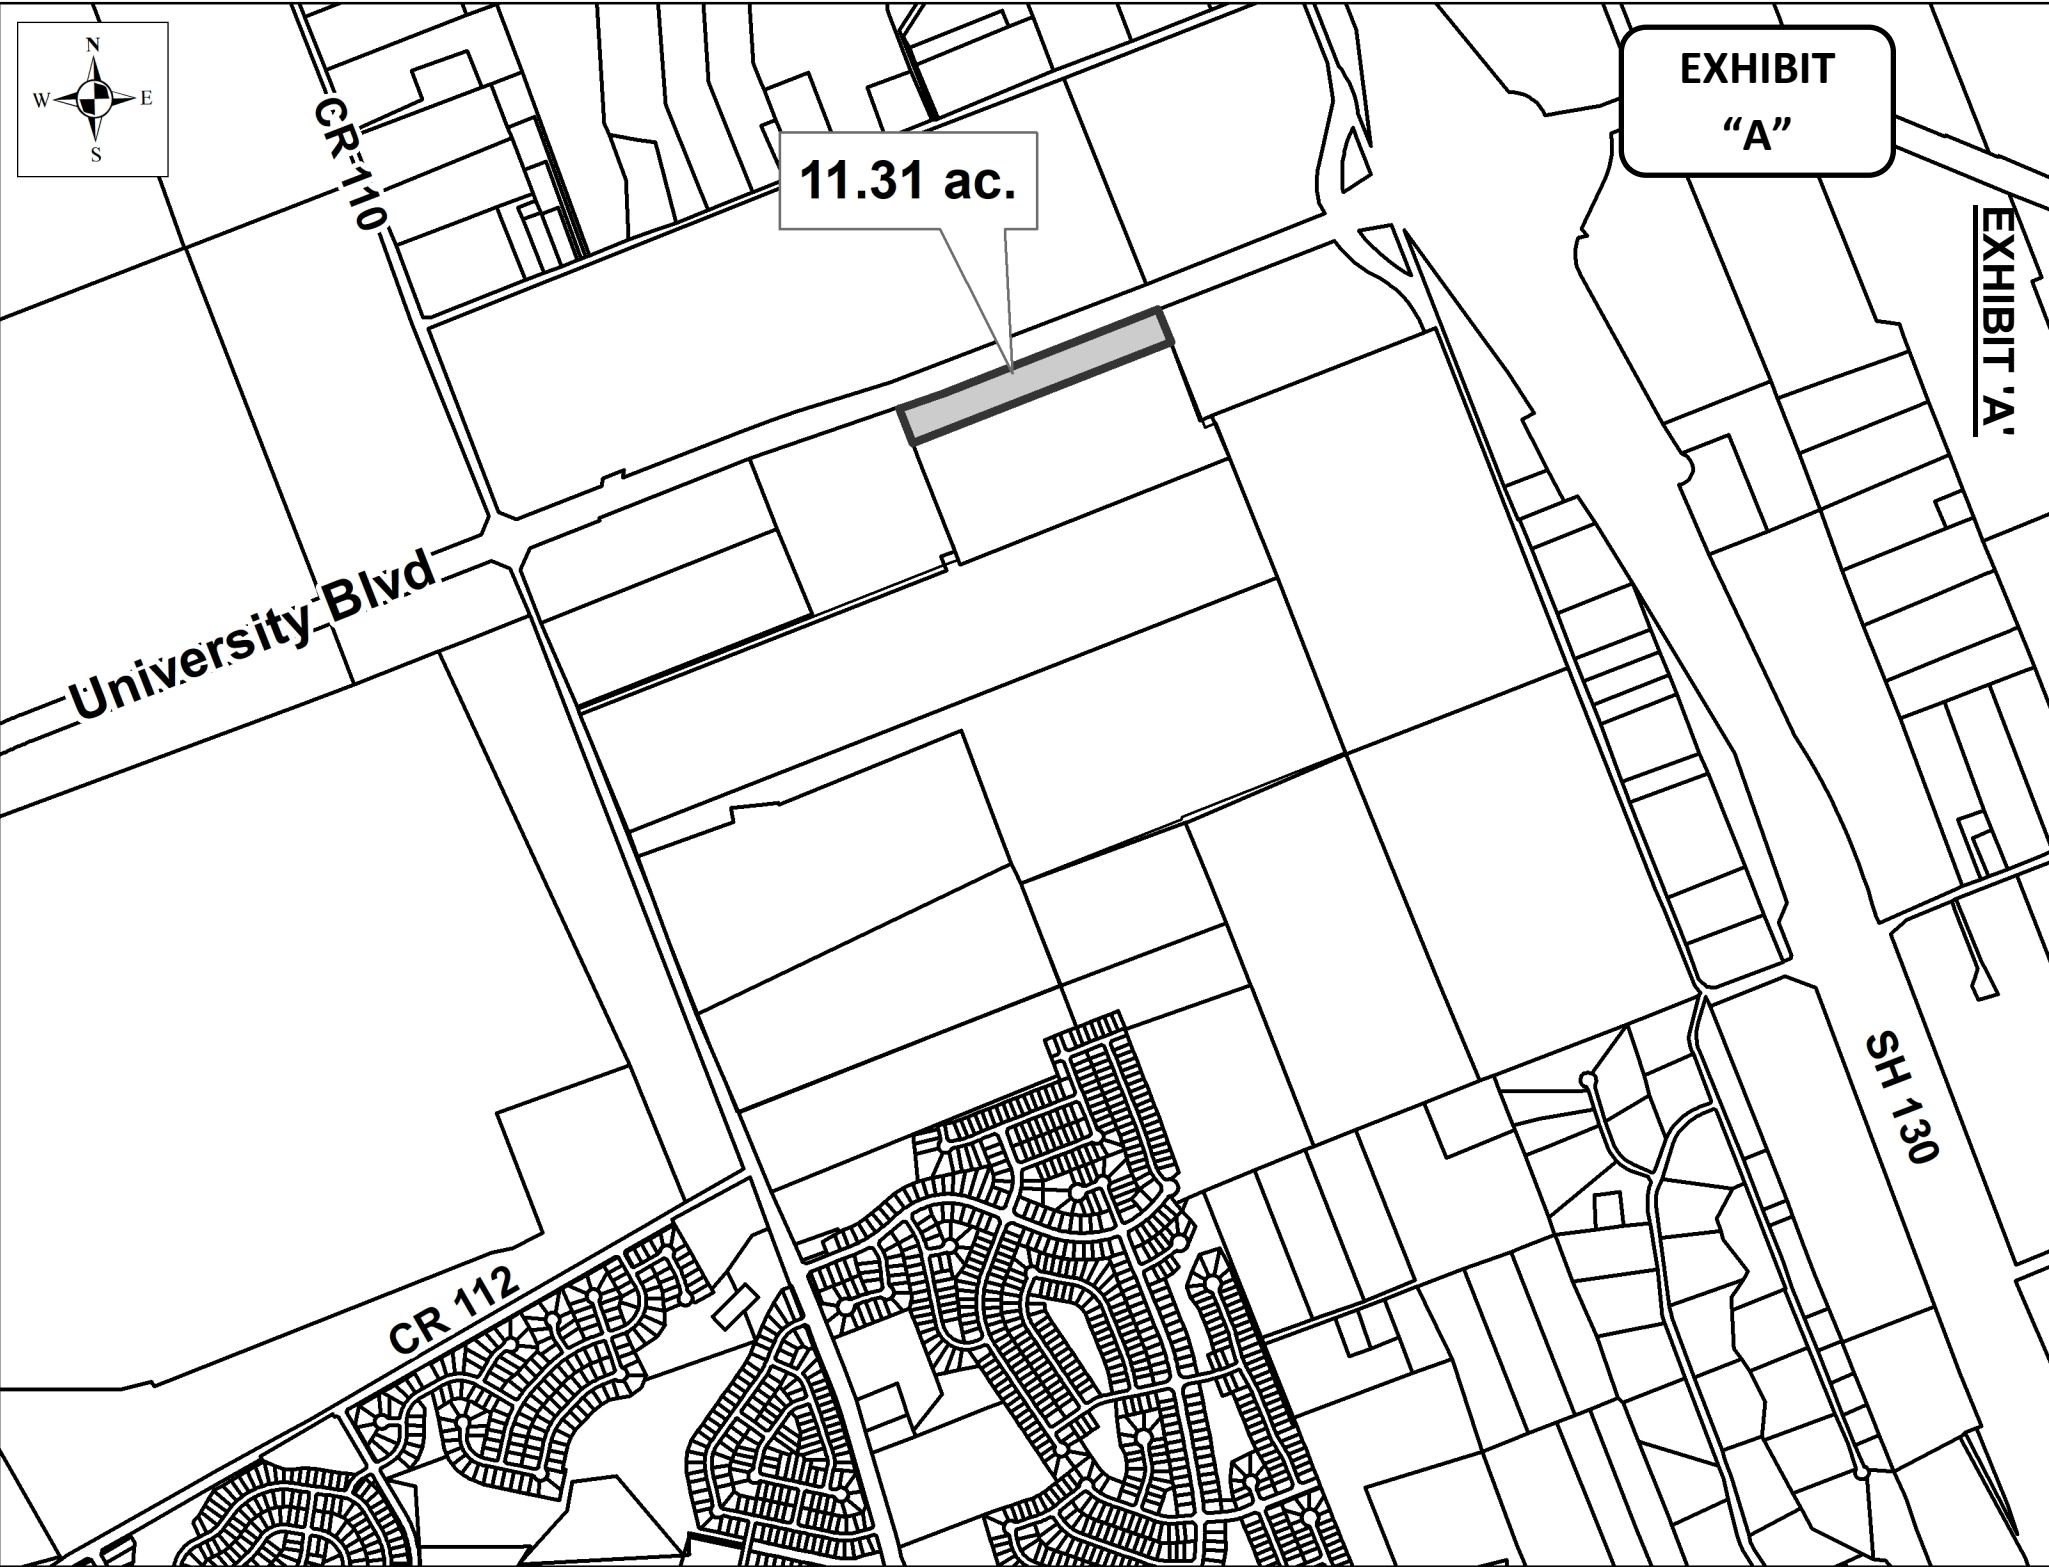 N
W E
S
EXHIBIT
“A”
CR 110
11.31 ac.
EXHIBIT 'A'
University Blvd
SH 130
CR 112